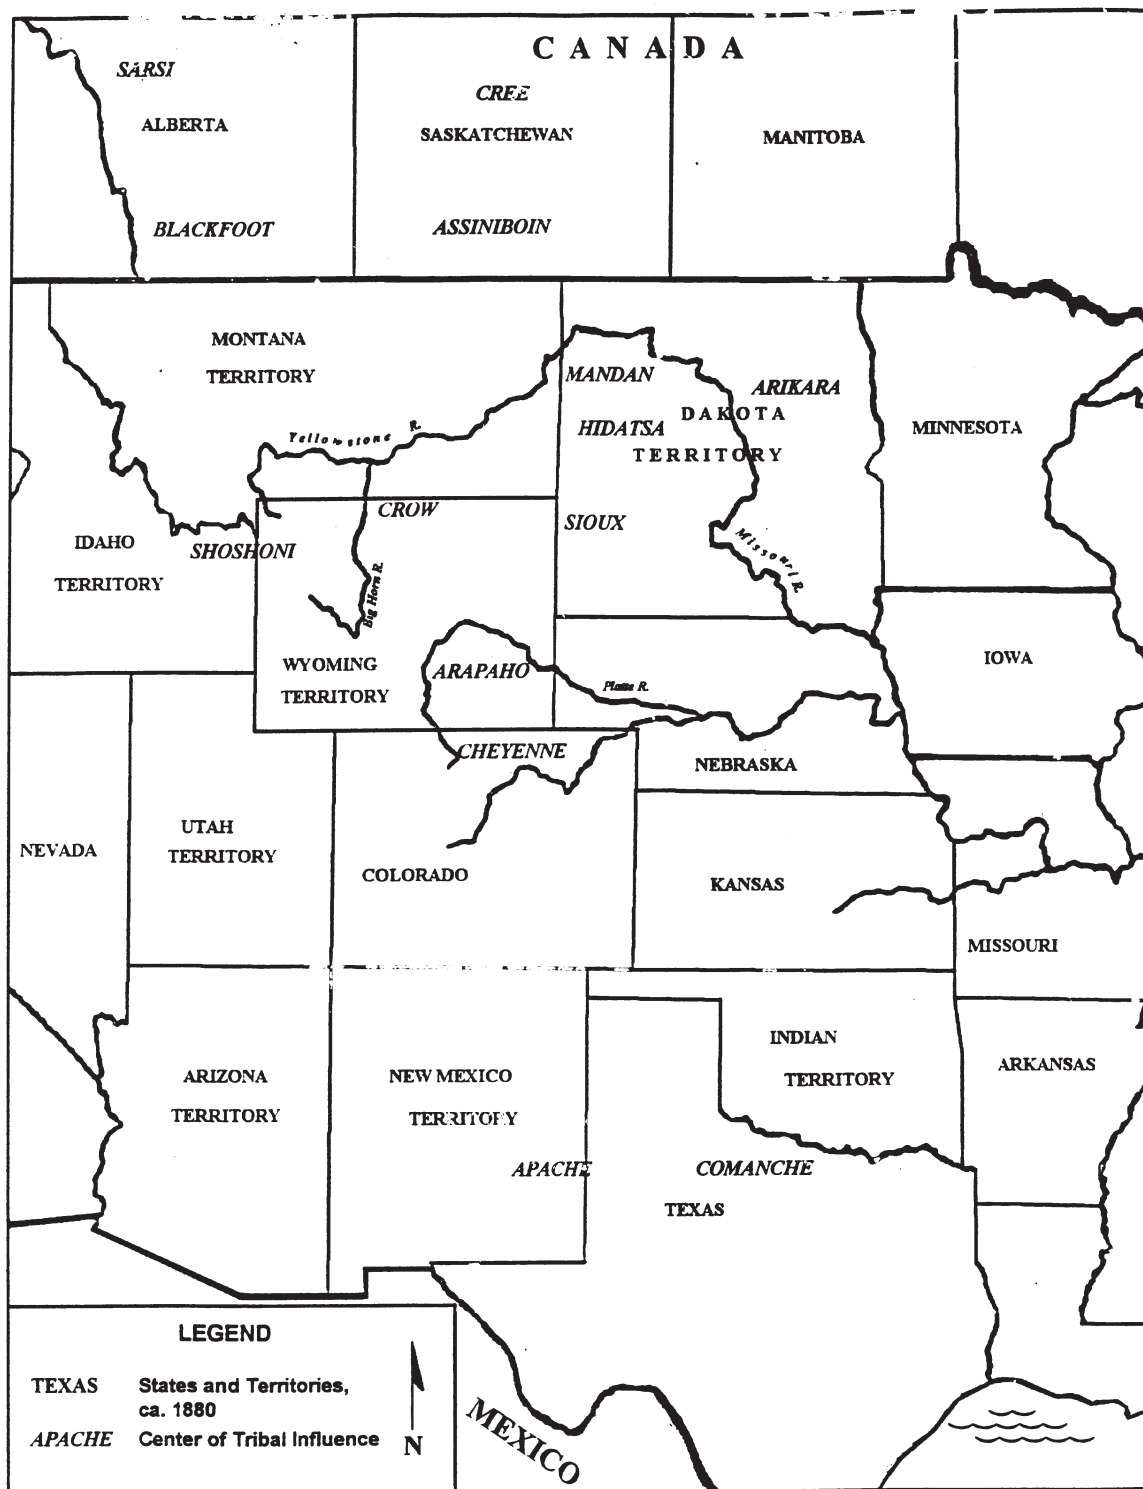 CANADA
SARSI
CREE
ALBERTA
SASKATCHEWAN
MANITOBA
BLACKFOOT
ASSINIBOIN
MONTANA
TERRITORY
MANDAN
ARIKARA
DAKOTA
HIDATSA
TERRITORY
MINNESOTA
Yellowstone R.
CROW
SIOUX
Missouri R.
IDAHO
TERRITORY
SHOSHONI
Big Horn R.
WYOMING
TERRITORY
ARAPAHO
Platte R.
IOWA
CHEYENNE
NEBRASKA
NEVADA
UTAH
TERRITORY
COLORADO
KANSAS
MISSOURI
ARIZONA
TERRITORY
NEW MEXICO
TERRITORY
INDIAN
TERRITORY
ARKANSAS
APACHE
COMANCHE
TEXAS
MEXICO
LEGEND
TEXAS States and Territories,
ca. 1880
APACHE Center of Tribal Influence
N